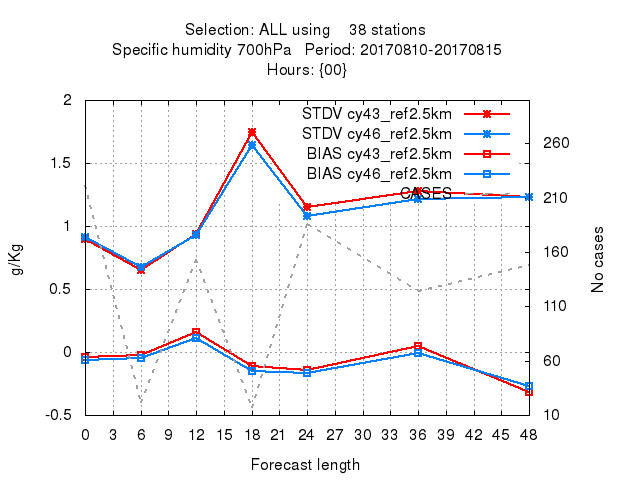 Selection: ALL using    38 stations
Specific humidity 700hPa   Period: 20170810-20170815
Hours: {00}
STDV cy43_ref2.5km
STDV cy46_ref2.5km
BIAS cy43_ref2.5km
BIAS cy46_ref2.5km
CASES
2
1.5
1
0.5
0
-0.5
g/Kg
260
210
160
110
60
10
No cases
0 3 6 9 12 15 18 21 24 27 30 33 36 39 42 45 48
Forecast length